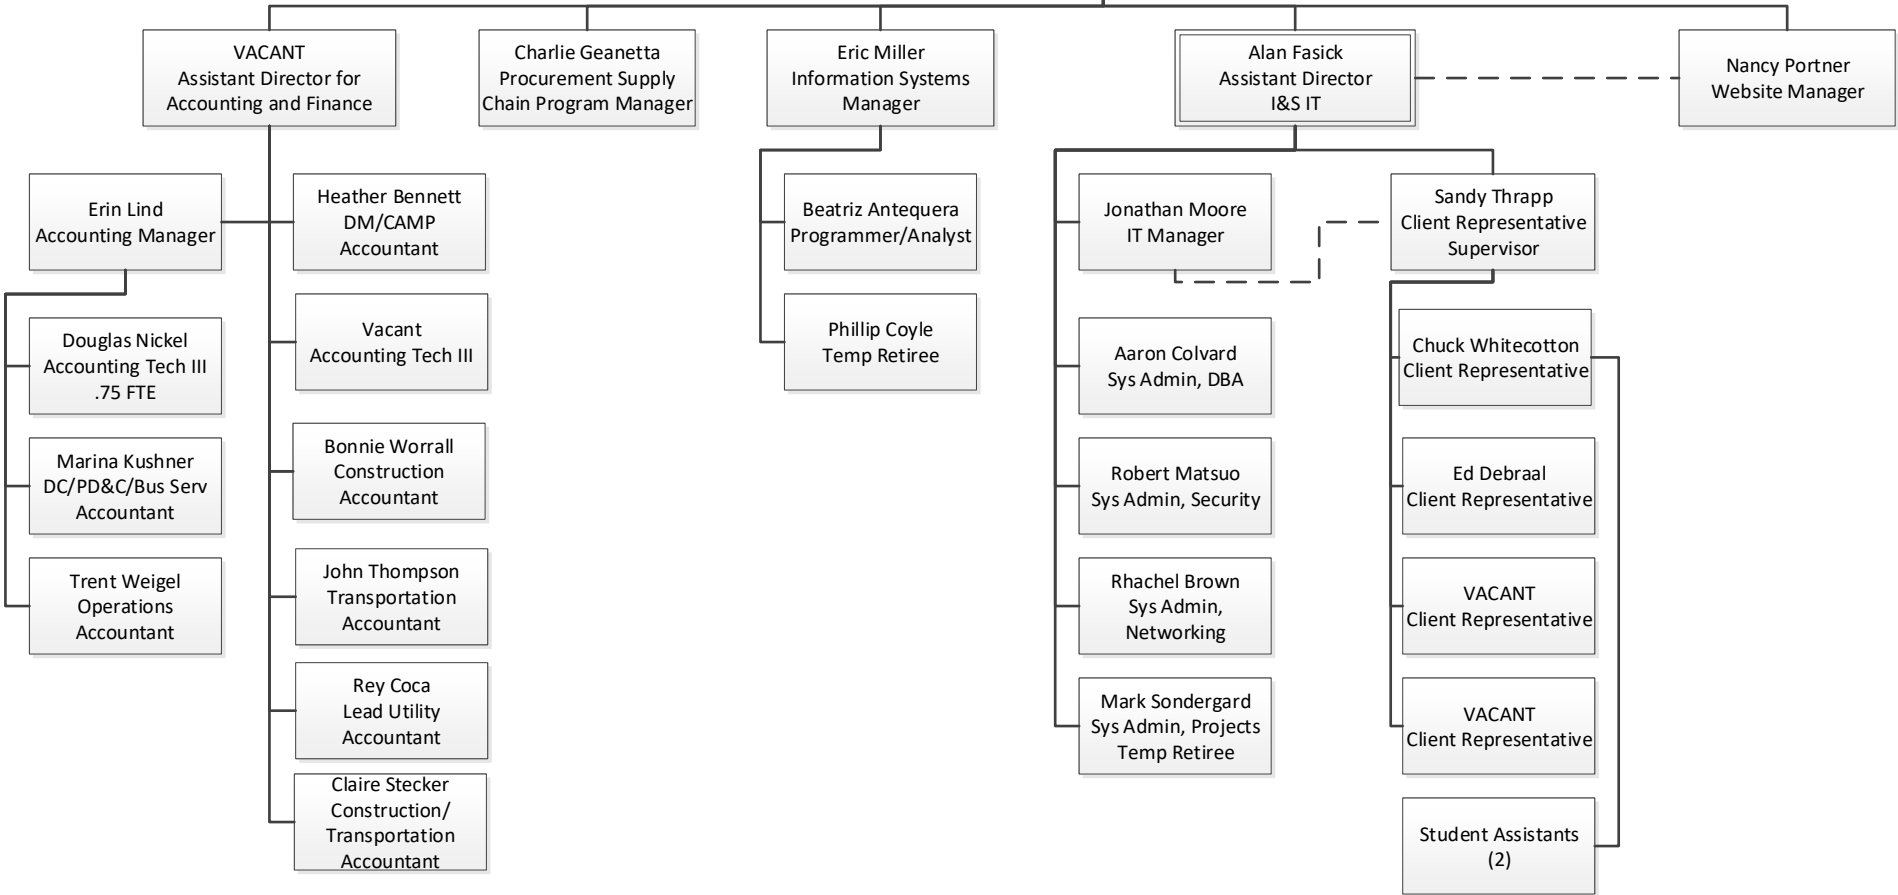 VACANT
Assistant Director for
Accounting and Finance
Charlie Geanetta
Procurement Supply
Chain Program Manager
Eric Miller
Information Systems
Manager
Alan Fasick
Assistant Director
I&S IT
Nancy Portner
Website Manager
Erin Lind
Accounting Manager
Heather Bennett
DM/CAMP
Accountant
Beatriz Antequera
Programmer/Analyst
Jonathan Moore
IT Manager
Sandy Thrapp
Client Representative
Supervisor
Douglas Nickel
Accounting Tech III
.75 FTE
Vacant
Accounting Tech III
Phillip Coyle
Temp Retiree
Aaron Colvard
Sys Admin, DBA
Chuck Whitecotton
Client Representative
Marina Kushner
DC/PD&C/Bus Serv
Accountant
Bonnie Worrall
Construction
Accountant
Robert Matsuo
Sys Admin, Security
Ed Debraal
Client Representative
Trent Weigel
Operations
Accountant
John Thompson
Transportation
Accountant
Rhachel Brown
Sys Admin,
Networking
VACANT
Client Representative
Rey Coca
Lead Utility
Accountant
Mark Sondergard
Sys Admin, Projects
Temp Retiree
VACANT
Client Representative
Claire Stecker
Construction/
Transportation
Accountant
Student Assistants
(2)